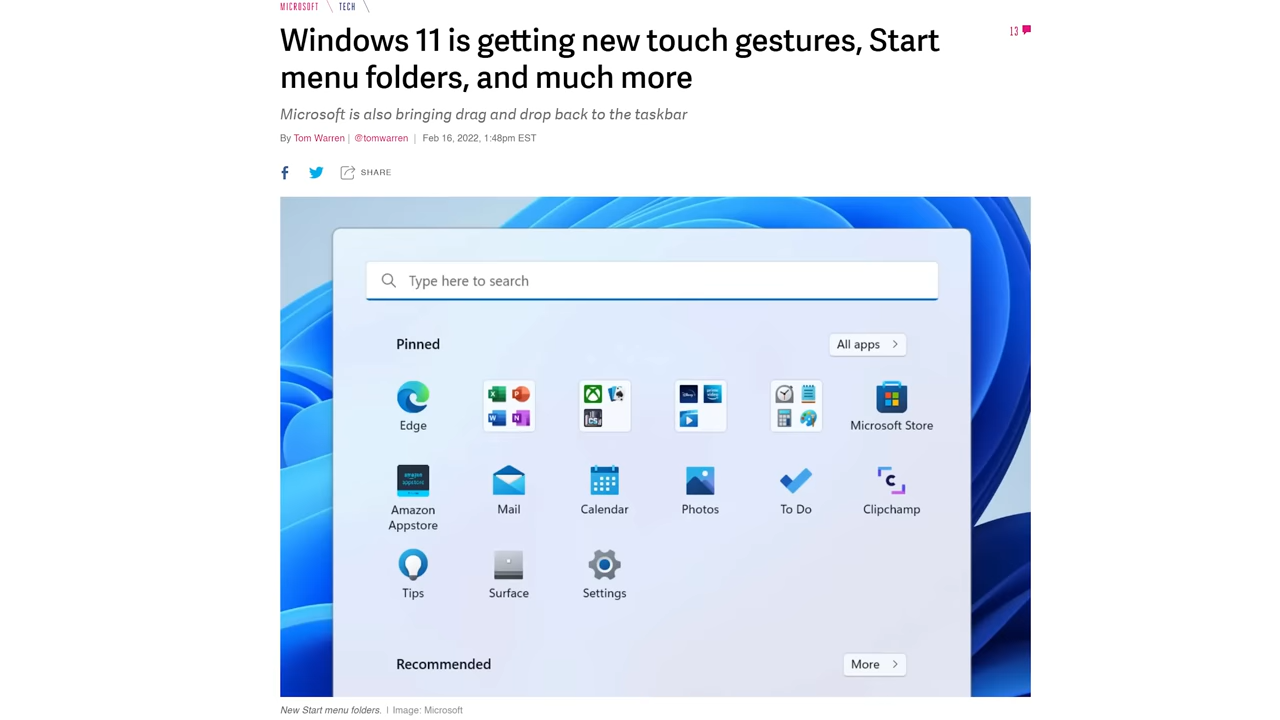 MICROSOFT \ TECH \
Windows 11 is getting new touch gestures, Start
menu folders, and much more
13
Microsoft is also bringing drag and drop back to the taskbar
By Tom Warren | @tomwarren | Feb 16, 2022, 1:48pm EST
SHARE
Type here to search
Pinned
All apps
Edge
Microsoft Store
Amazon
Appstore
Mail
Calendar
Photos
To Do
Clipchamp
Tips
Surface
Settings
Recommended
More
New Start menu folders. | Image: Microsoft